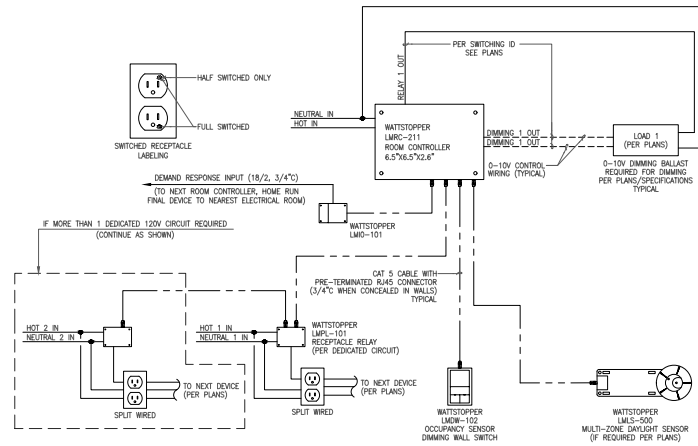 PER SWITCHING ID
SEE PLANS
RELAY 1 OUT
HALF SWITCHED ONLY
FULL SWITCHED
SWITCHED RECEPTACLE
LABELING
NEUTRAL IN
HOT IN
WATTSTOPPER
LMRC-211
ROOM CONTROLLER
6.5"X6.5"X2.6"
DIMMING 1 OUT
DIMMING 1 OUT
LOAD 1
(PER PLANS)
0-10V CONTROL
WIRING (TYPICAL)
0-10V DIMMING BALLAST
REQUIRED FOR DIMMING
PER PLANS/SPECIFICATIONS
TYPICAL
DEMAND RESPONSE INPUT (18/2, 3/4"C)
(TO NEXT ROOM CONTROLLER, HOME RUN
FINAL DEVICE TO NEAREST ELECTRICAL ROOM)
WATTSTOPPER
LMIO-101
IF MORE THAN 1 DEDICATED 120V CIRCUIT REQUIRED
(CONTINUE AS SHOWN)
CAT 5 CABLE WITH
PRE-TERMINATED RJ45 CONNECTOR
(3/4"C WHEN CONCEALED IN WALLS)
TYPICAL
HOT 2 IN
NEUTRAL 2 IN
HOT 1 IN
NEUTRAL 1 IN
WATTSTOPPER
LMPL-101
RECEPTACLE RELAY
(PER DEDICATED CIRCUIT)
TO NEXT DEVICE
(PER PLANS)
SPLIT WIRED
TO NEXT DEVICE
(PER PLANS)
SPLIT WIRED
WATTSTOPPER
LMDW-102
OCCUPANCY SENSOR
DIMMING WALL SWITCH
WATTSTOPPER
LMLS-500
MULTI-ZONE DAYLIGHT SENSOR
(IF REQUIRED PER PLANS)